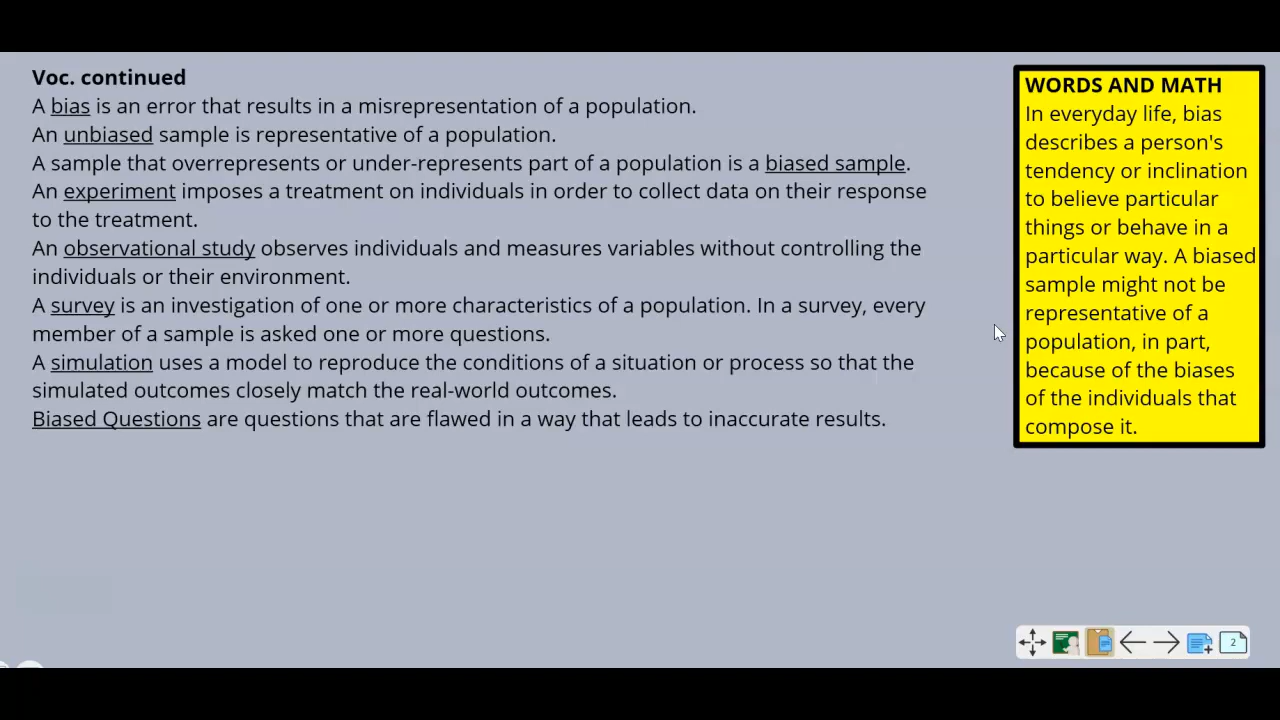 Voc. continued
A bias is an error that results in a misrepresentation of a population.
An unbiased sample is representative of a population.
A sample that overrepresents or under-represents part of a population is a biased sample.
An experiment imposes a treatment on individuals in order to collect data on their response
to the treatment.
An observational study observes individuals and measures variables without controlling the
individuals or their environment.
A survey is an investigation of one or more characteristics of a population. In a survey, every
member of a sample is asked one or more questions.
A simulation uses a model to reproduce the conditions of a situation or process so that the
simulated outcomes closely match the real-world outcomes.
Biased Questions are questions that are flawed in a way that leads to inaccurate results.
WORDS AND MATH
In everyday life, bias
describes a person's
tendency or inclination
to believe particular
things or behave in a
particular way. A biased
sample might not be
representative of a
population, in part,
because of the biases
of the individuals that
compose it.
2